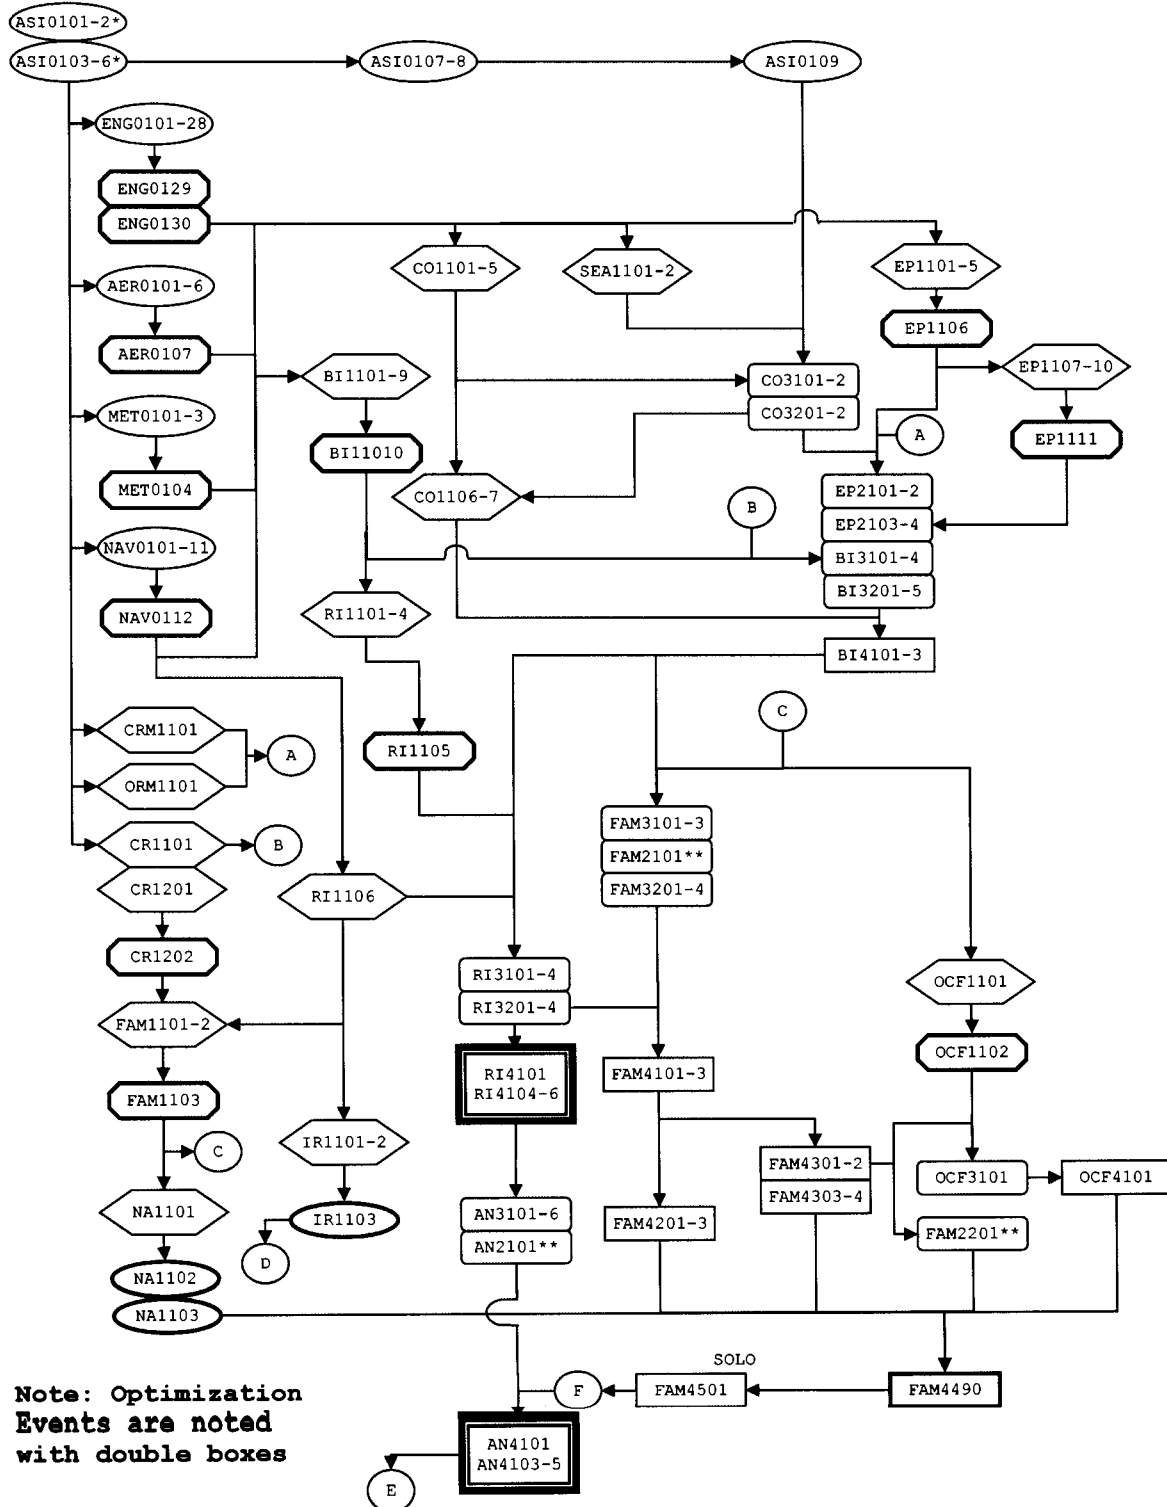 ASI0101-2*
ASI0103-6*
ASI0107-8
ASI0109
ENG0101-28
ENG0129
ENG0130
CO1101-5
SEA1101-2
EP1101-5
AER0101-6
EP1106
AER0107
BI1101-9
CO3101-2
EP1107-10
CO3201-2
MET0101-3
A
EP1111
BI11010
MET0104
CO1106-7
EP2101-2
B
EP2103-4
NAV0101-11
BI3101-4
BI3201-5
NAV0112
RI1101-4
BI4101-3
C
CRM1101
A
RI1105
ORM1101
FAM3101-3
CR1101
B
FAM2101**
CR1201
RI1106
FAM3201-4
CR1202
RI3101-4
OCF1101
RI3201-4
FAM1101-2
OCF1102
RI4101
RI4104-6
FAM4101-3
FAM1103
C
IR1101-2
FAM4301-2
OCF3101
OCF4101
FAM4303-4
NA1101
AN3101-6
IR1103
FAM4201-3
FAM2201**
AN2101**
D
NA1102
NA1103
SOLO
F
FAM4501
FAM4490
Note: Optimization
Events are noted
with double boxes
AN4101
AN4103-5
E